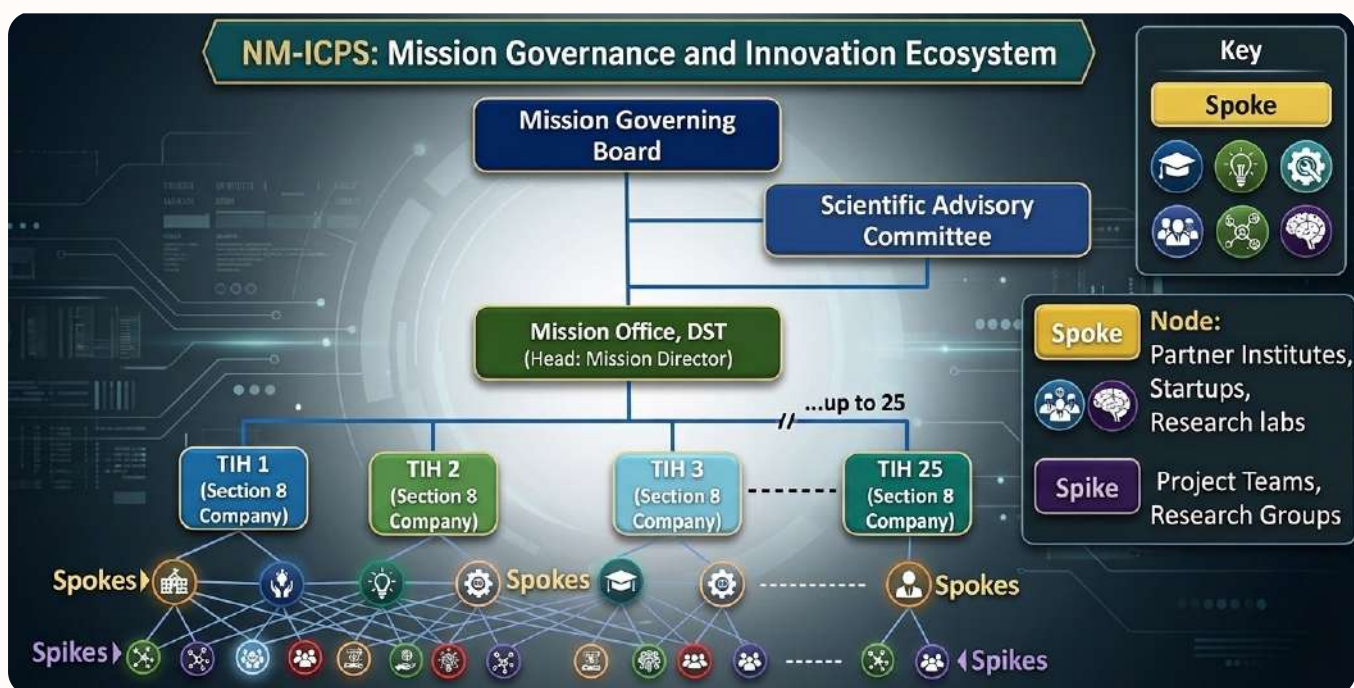 NM-ICPS: Mission Governance and Innovation Ecosystem
Mission Governing
Board
Scientific Advisory
Committee
Mission Office, DST
(Head: Mission Director)
...up to 25
TIH 1
(Section 8
Company)
TIH 2
(Section 8
Company)
TIH 3
(Section 8
Company)
TIH 25
(Section 8
Company)
Spokes
Spokes
Spokes
Spikes
Spikes
Key
Spoke
Spoke
Node:
Partner Institutes,
Startups,
Research labs
Spike
Project Teams,
Research Groups